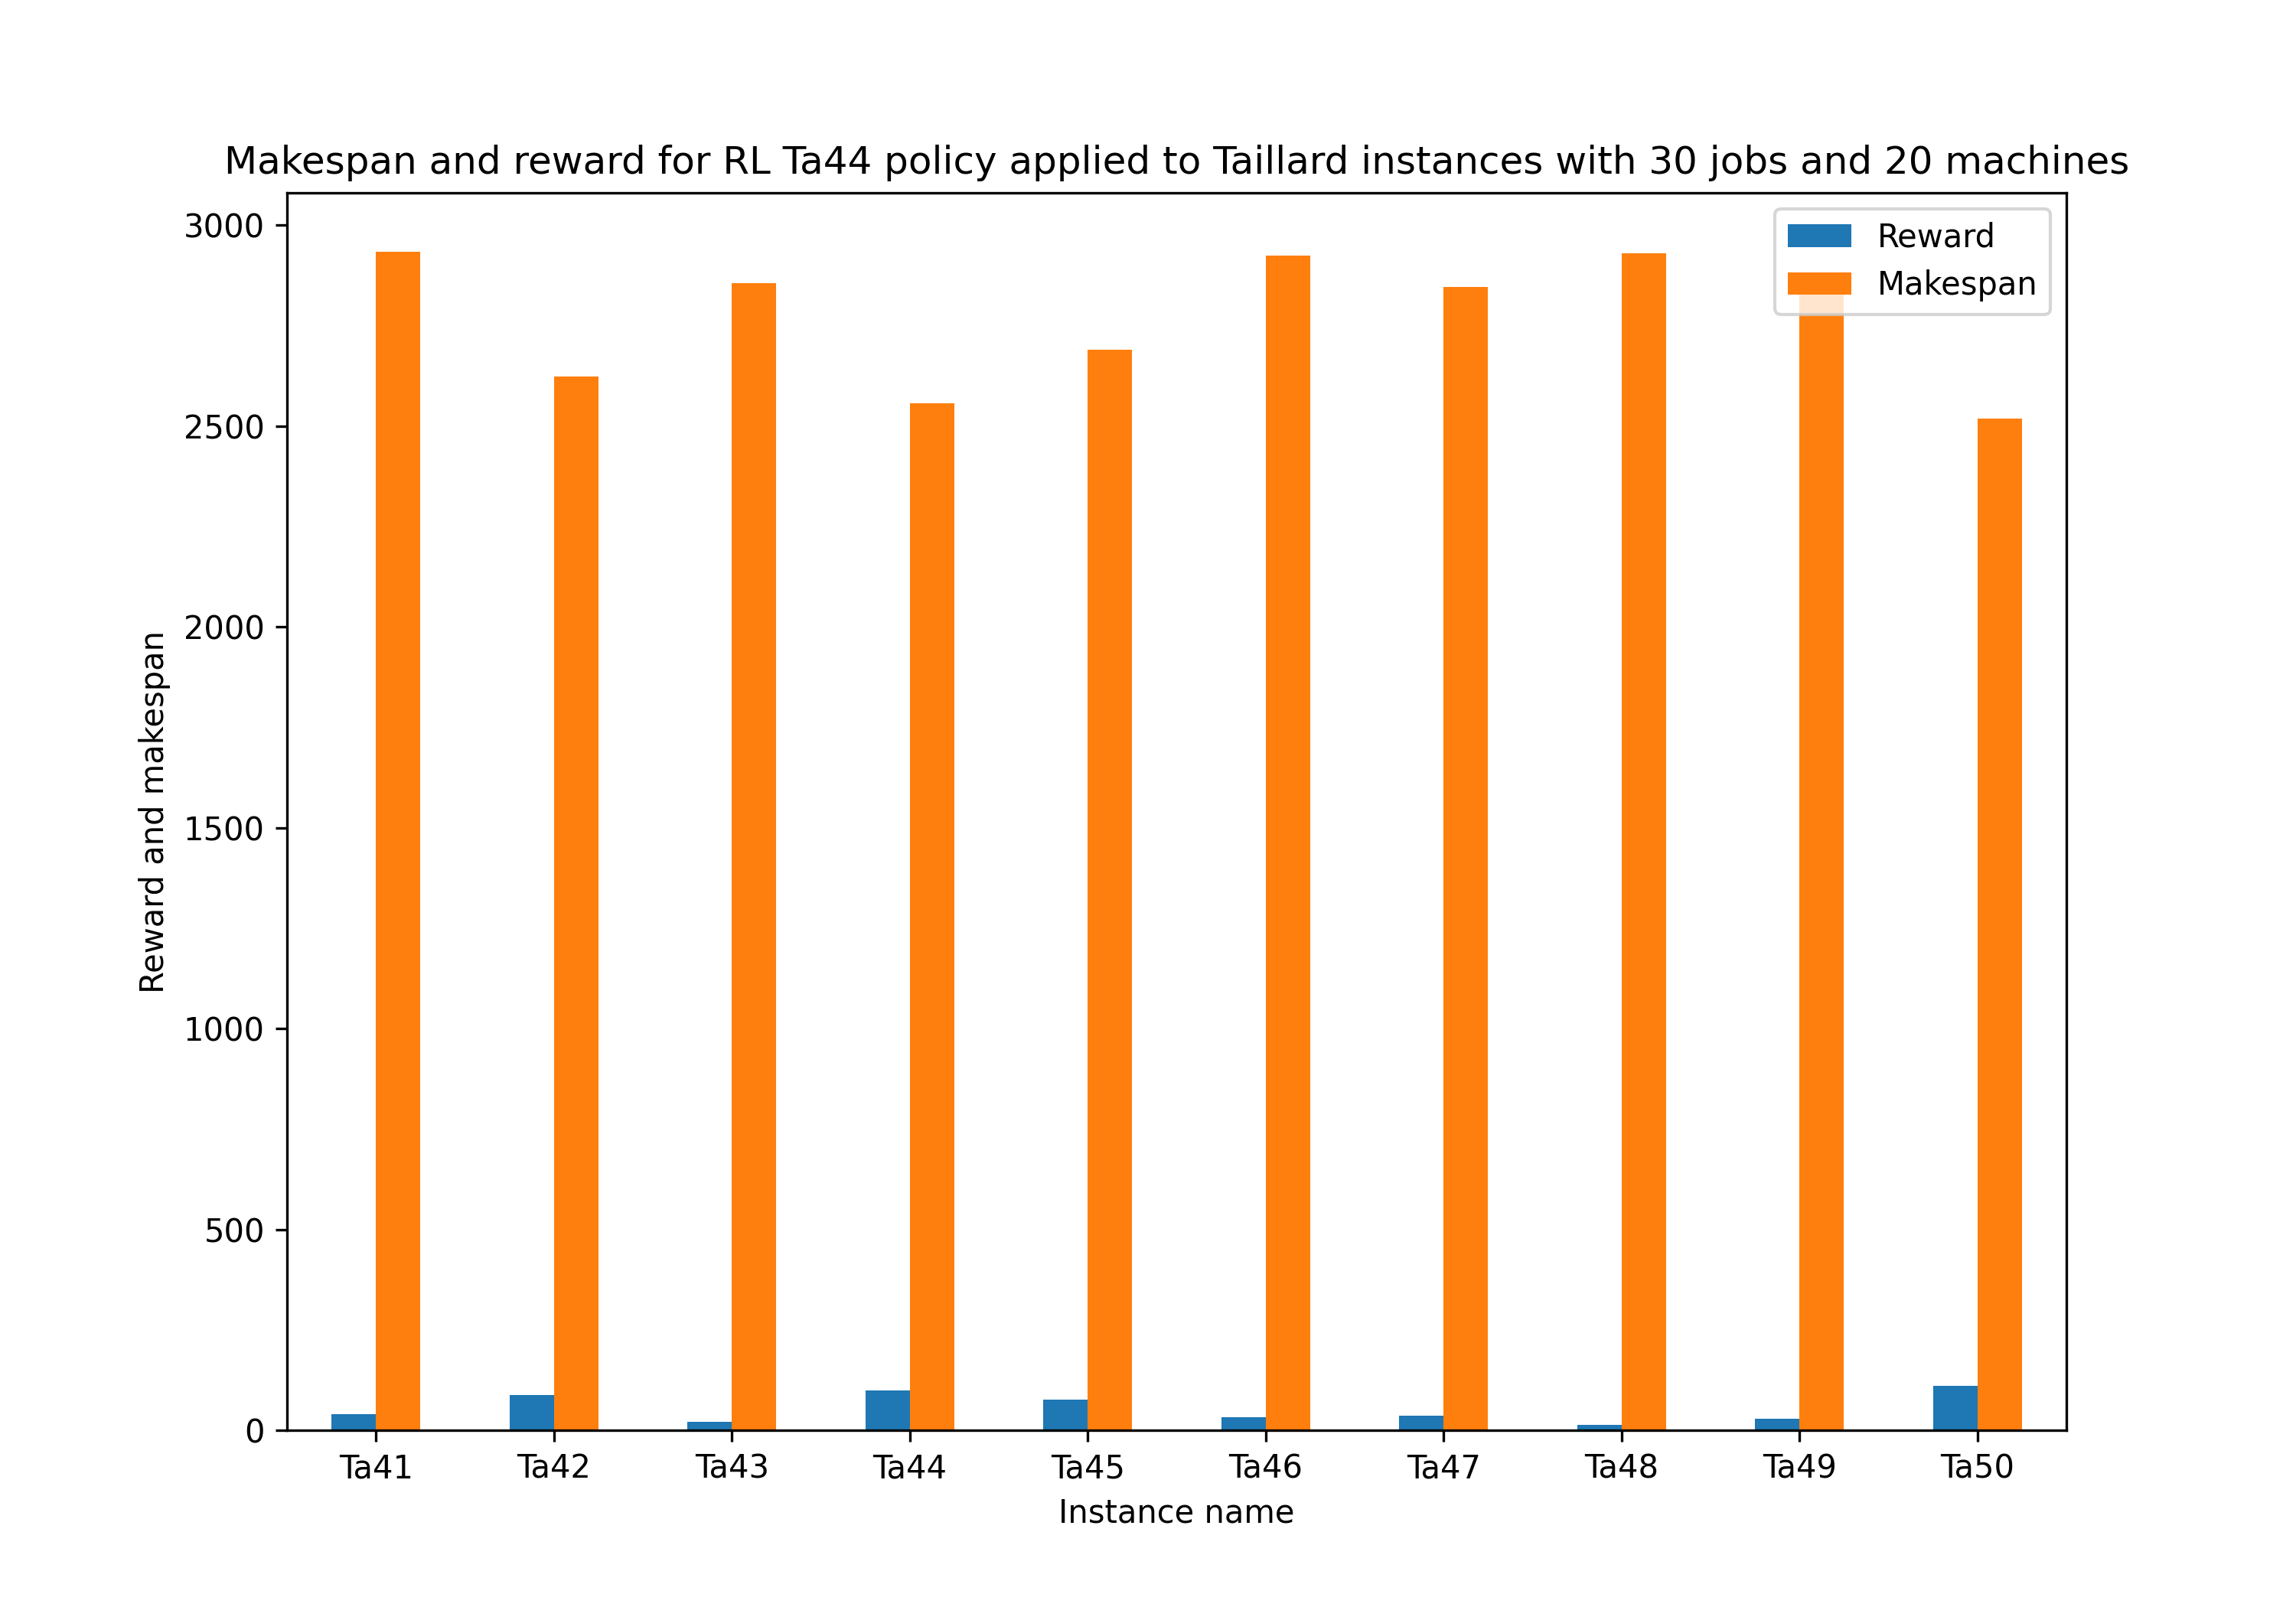 Makespan and reward for RL Ta44 policy applied to Taillard instances with 30 jobs and 20 machines
Reward
Makespan
3000
2500
2000
1500
1000
500
0
Reward and makespan
Ta41 Ta42 Ta43 Ta44 Ta45 Ta46 Ta47 Ta48 Ta49 Ta50
Instance name